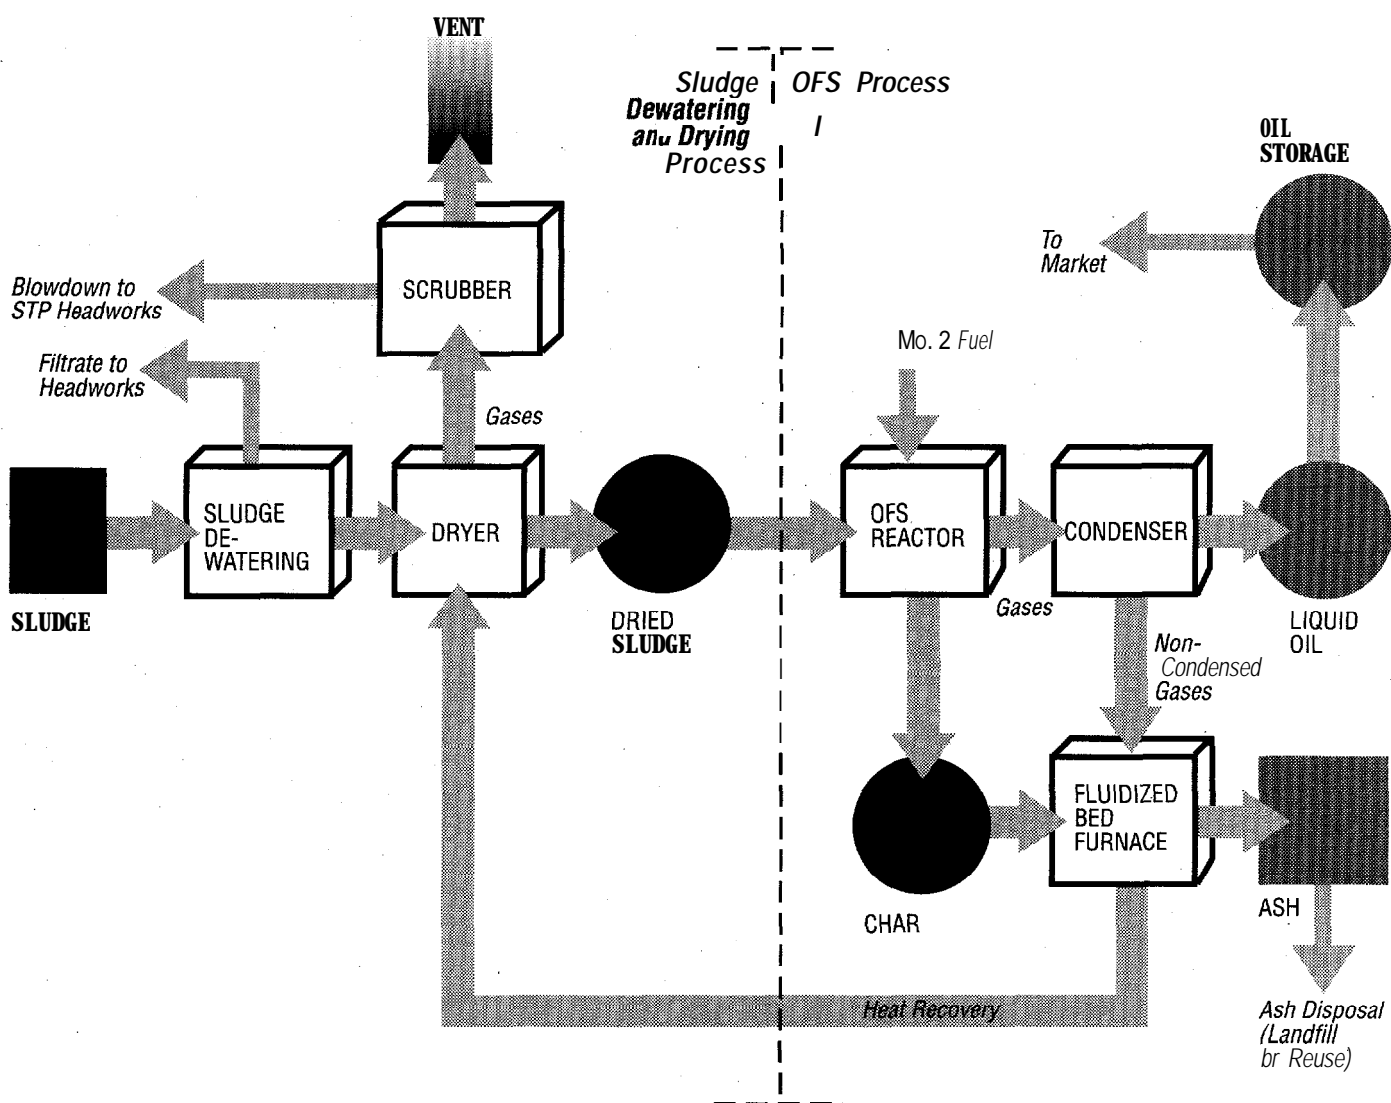 VENT
Sludge
Dewatering
and Drying
Process
OFS Process
I
OIL
STORAGE
To
Market
SCRUBBER
Blowdown to
STP Headworks
Filtrate to
Headworks
Gases
Mo. 2 Fuel
SLUDGE
DE-
WATERING
DRYER
OFS
REACTOR
CONDENSER
SLUDGE
DRIED
SLUDGE
Gases
LIQUID
OIL
Non-
Condensed
Gases
FLUIDIZED
BED
FURNACE
CHAR
ASH
Heat Recovery
Ash Disposal
(Landfill
br Reuse)